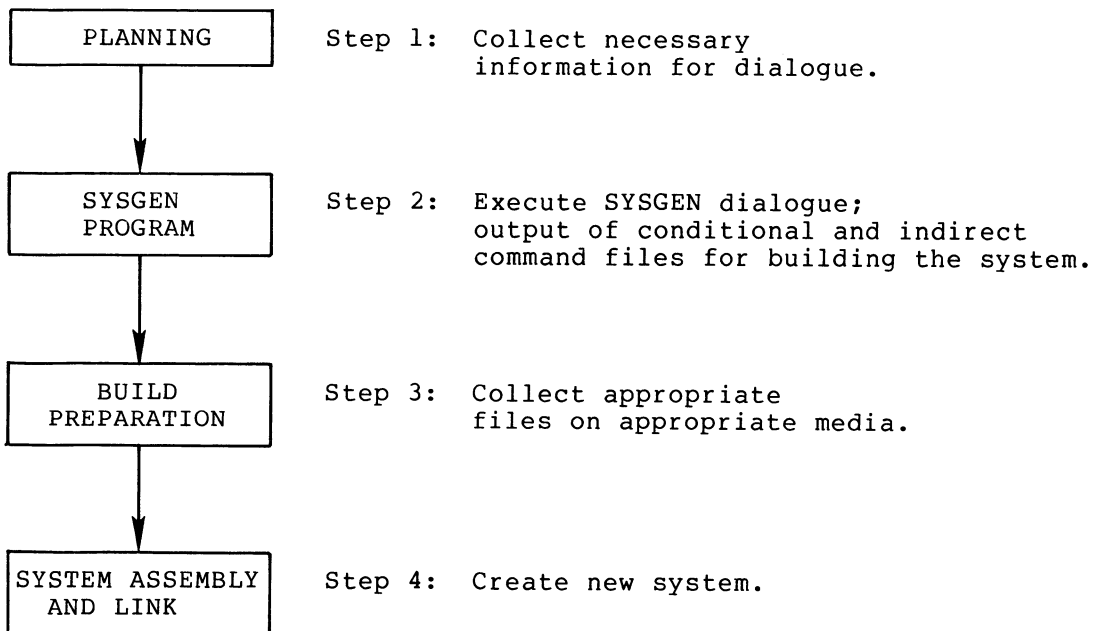 PLANNING
Step 1: Collect necessary
information for dialogue.
SYSGEN
PROGRAM
Step 2: Execute SYSGEN dialogue;
output of conditional and indirect
command files for building the system.
BUILD
PREPARATION
Step 3: Collect appropriate
files on appropriate media.
SYSTEM ASSEMBLY
AND LINK
Step 4: Create new system.